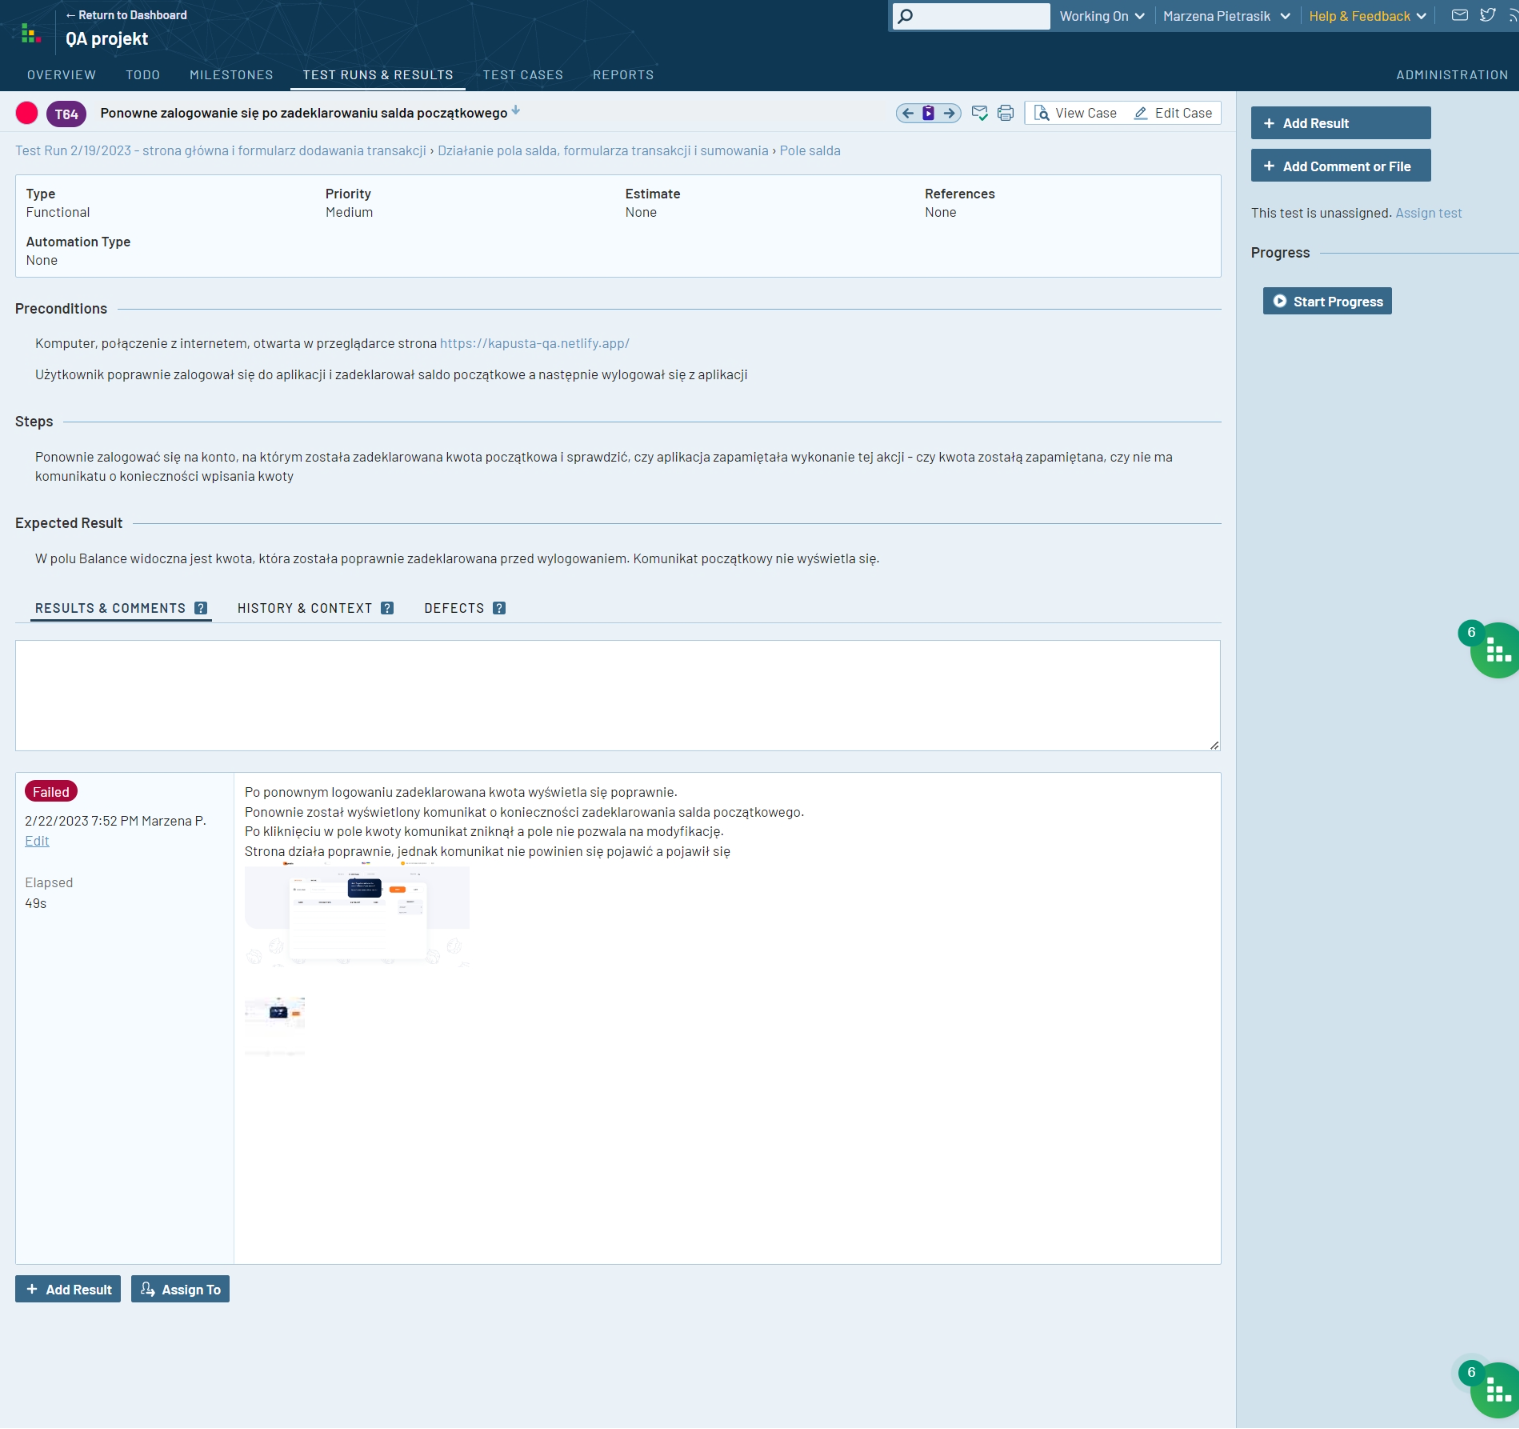 ← Return to Dashboard
QA projekt
Working On
Marzena Pietrasik
Help & Feedback
OVERVIEW TODO MILESTONES TEST RUNS & RESULTS TEST CASES REPORTS ADMINISTRATION
T64 Ponowne zalogowanie się po zadeklarowaniu salda początkowego
View Case
Edit Case
Test Run 2/19/2023 - strona główna i formularz dodawania transakcji › Działanie pola salda, formularza transakcji i sumowania › Pole salda
Type Priority Estimate References
Functional Medium None None
Automation Type
None
Preconditions
Komputer, połączenie z internetem, otwarta w przeglądarce strona https://kapusta-qa.netlify.app/
Użytkownik poprawnie zalogował się do aplikacji i zadeklarował saldo początkowe a następnie wylogował się z aplikacji
Steps
Ponownie zalogować się na konto, na którym została zadeklarowana kwota początkowa i sprawdzić, czy aplikacja zapamiętała wykonanie tej akcji - czy kwota zostałą zapamiętana, czy nie ma
komunikatu o konieczności wpisania kwoty
Expected Result
W polu Balance widoczna jest kwota, która została poprawnie zadeklarowana przed wylogowaniem. Komunikat początkowy nie wyświetla się.
RESULTS & COMMENTS ? HISTORY & CONTEXT ? DEFECTS ?
Failed
2/22/2023 7:52 PM Marzena P.
Edit
Elapsed
49s
Po ponownym logowaniu zadeklarowana kwota wyświetla się poprawnie.
Ponownie został wyświetlony komunikat o konieczności zadeklarowania salda początkowego.
Po kliknięciu w pole kwoty komunikat zniknął a pole nie pozwala na modyfikację.
Strona działa poprawnie, jednak komunikat nie powinien się pojawić a pojawił się
+ Add Result
Assign To
+ Add Result
+ Add Comment or File
This test is unassigned. Assign test
Progress
Start Progress
6
6